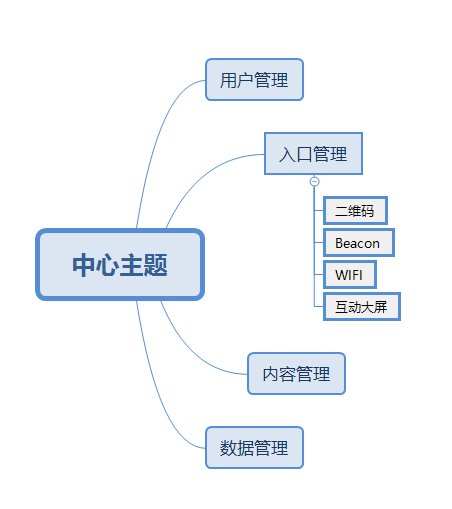 用户管理
入口管理
二维码
Beacon
WIFI
互动大屏
中心主题
内容管理
数据管理